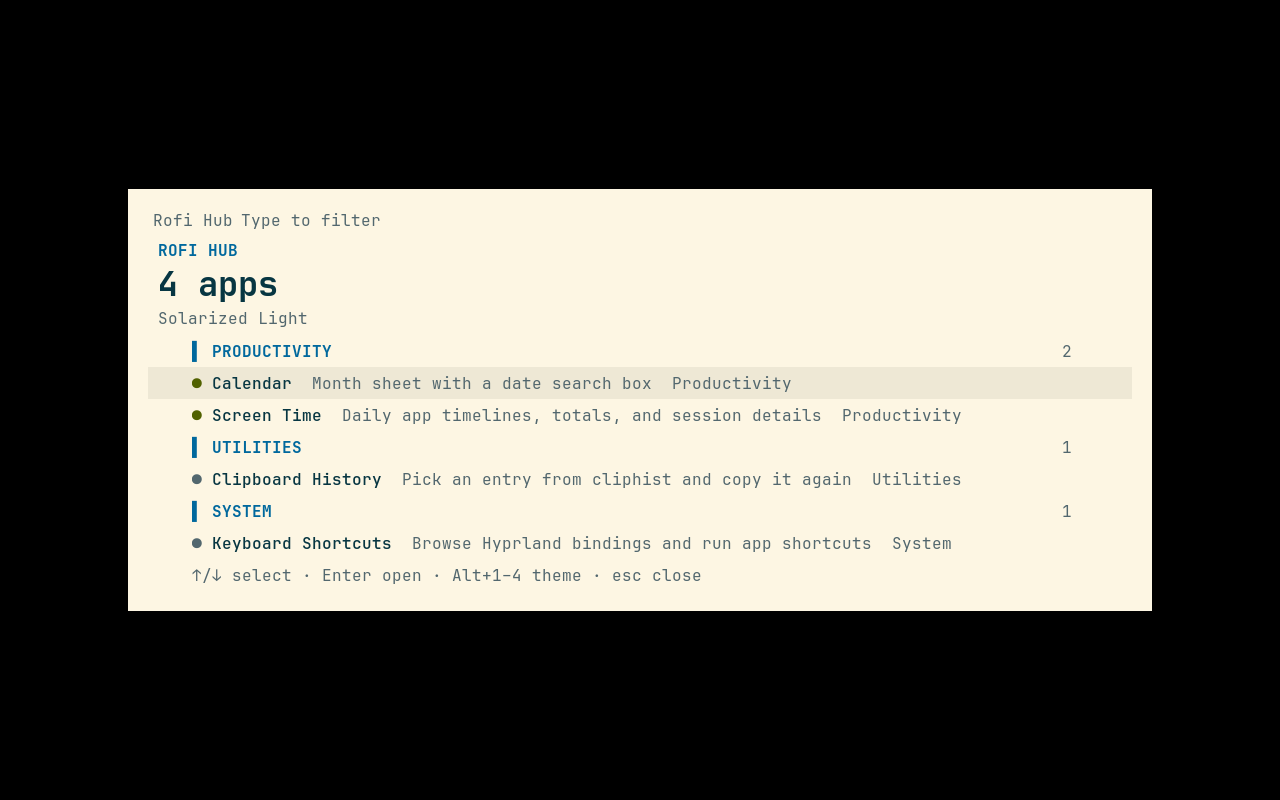 Rofi Hub Type to filter
ROFI HUB
4 apps
Solarized Light
PRODUCTIVITY 2
● Calendar Month sheet with a date search box Productivity
● Screen Time Daily app timelines, totals, and session details Productivity
UTILITIES 1
● Clipboard History Pick an entry from cliphist and copy it again Utilities
SYSTEM 1
● Keyboard Shortcuts Browse Hyprland bindings and run app shortcuts System
↑/↓ select · Enter open · Alt+1–4 theme · esc close